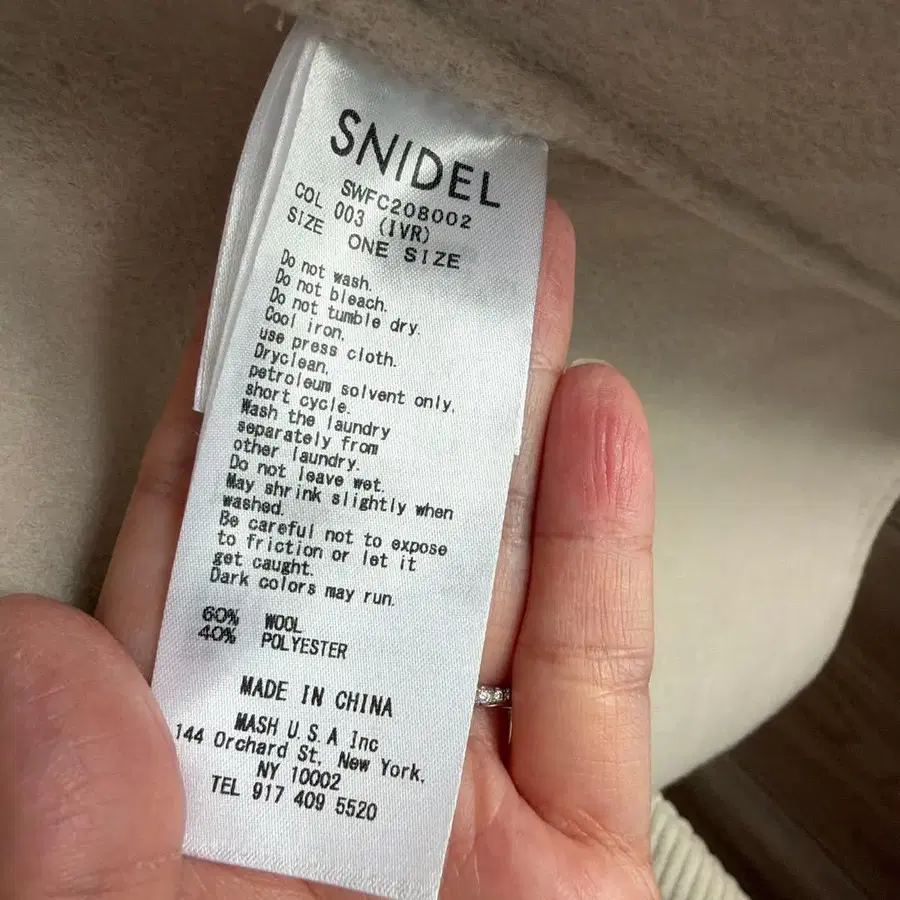 SNIDEL
SWFC208002
COL 003 (IVR)
SIZE ONE SIZE
Do not wash.
Do not bleach.
Do not tumble dry.
Cool iron.
use press cloth.
Dryclean.
petroleum solvent only.
short cycle.
Wash the laundry
separately from
other laundry.
Do not leave wet.
May shrink slightly when
washed.
Be careful not to expose
to friction or let it
get caught.
Dark colors may run.
60% WOOL
40% POLYESTER
MADE IN CHINA
MASH U.S.A Inc
144 Orchard St, New York,
NY 10002
TEL 917 409 5520